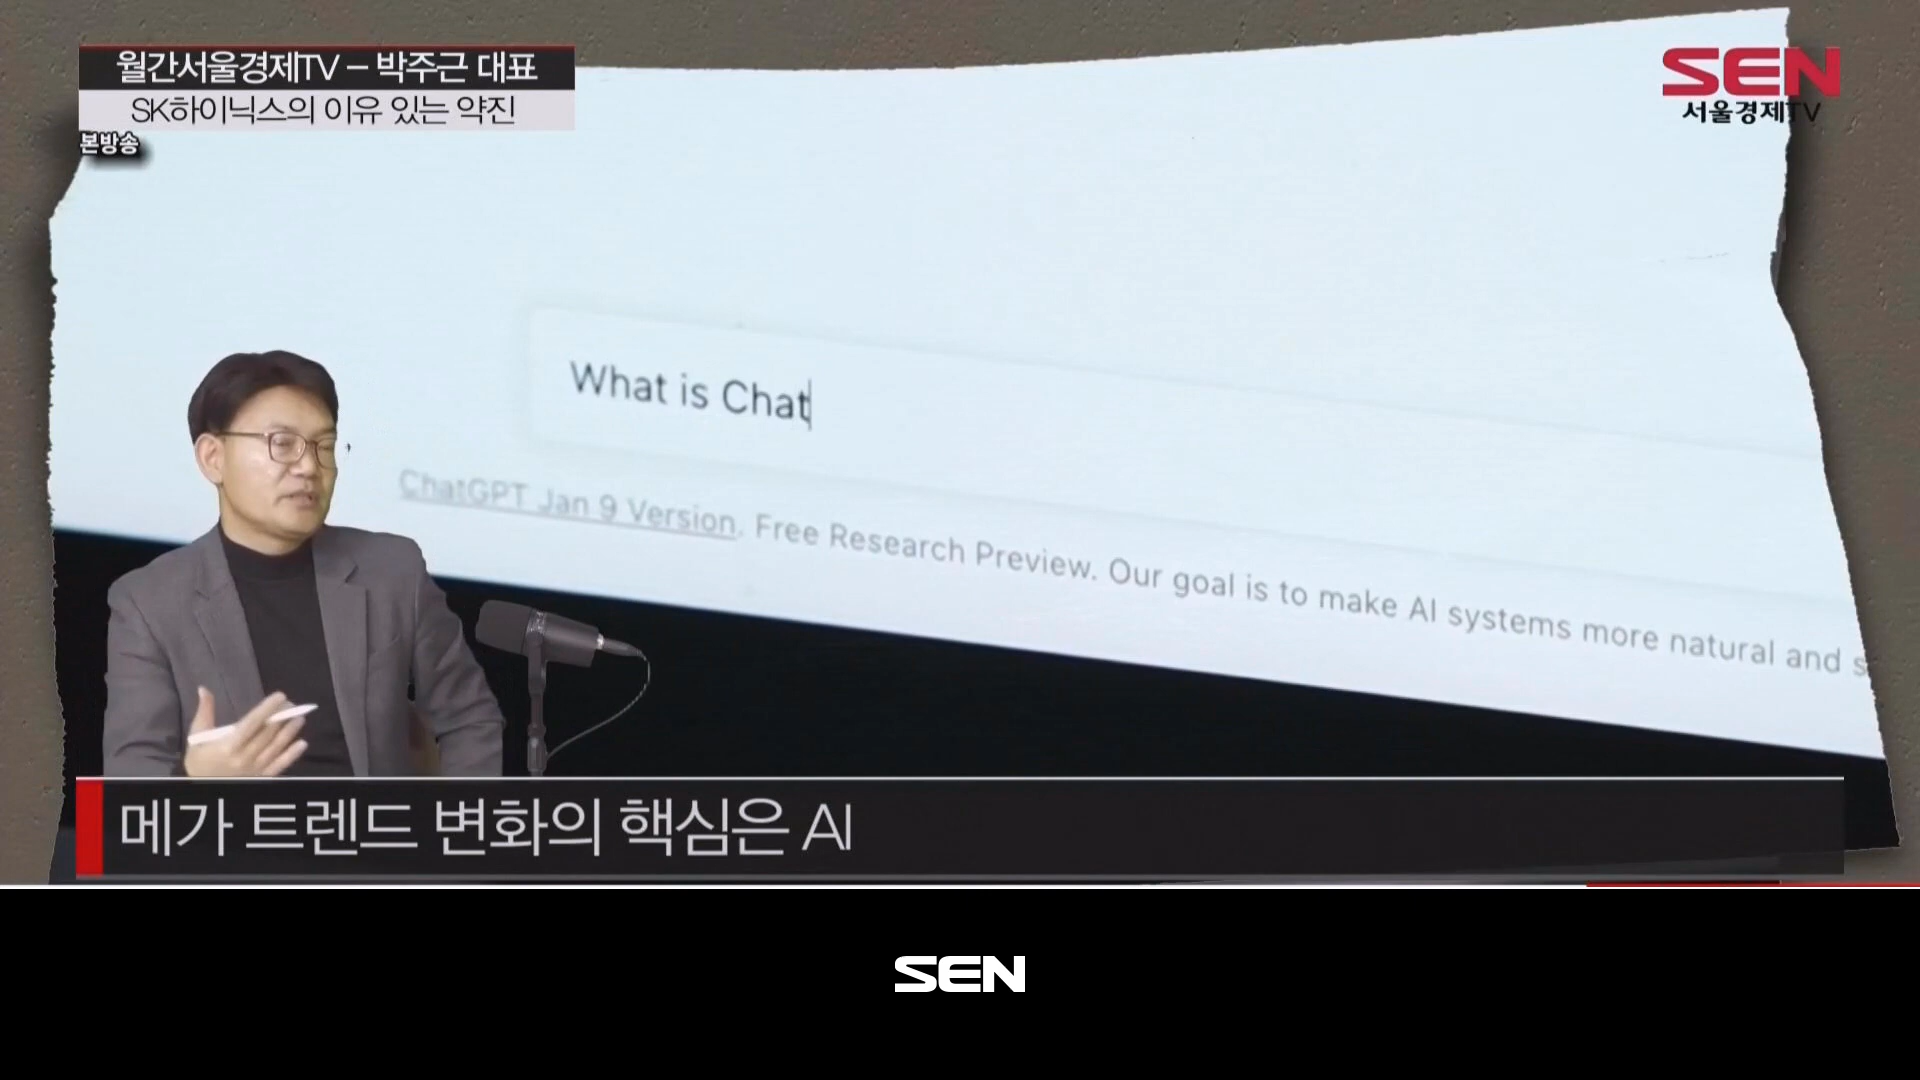 월간서울경제TV – 박주근 대표
SK하이닉스의 이유 있는 약진
본방송
SEN
서울경제TV
What is Chat
ChatGPT Jan 9 Version. Free Research Preview. Our goal is to make AI systems more natural and s
메가 트렌드 변화의 핵심은 AI
SEN